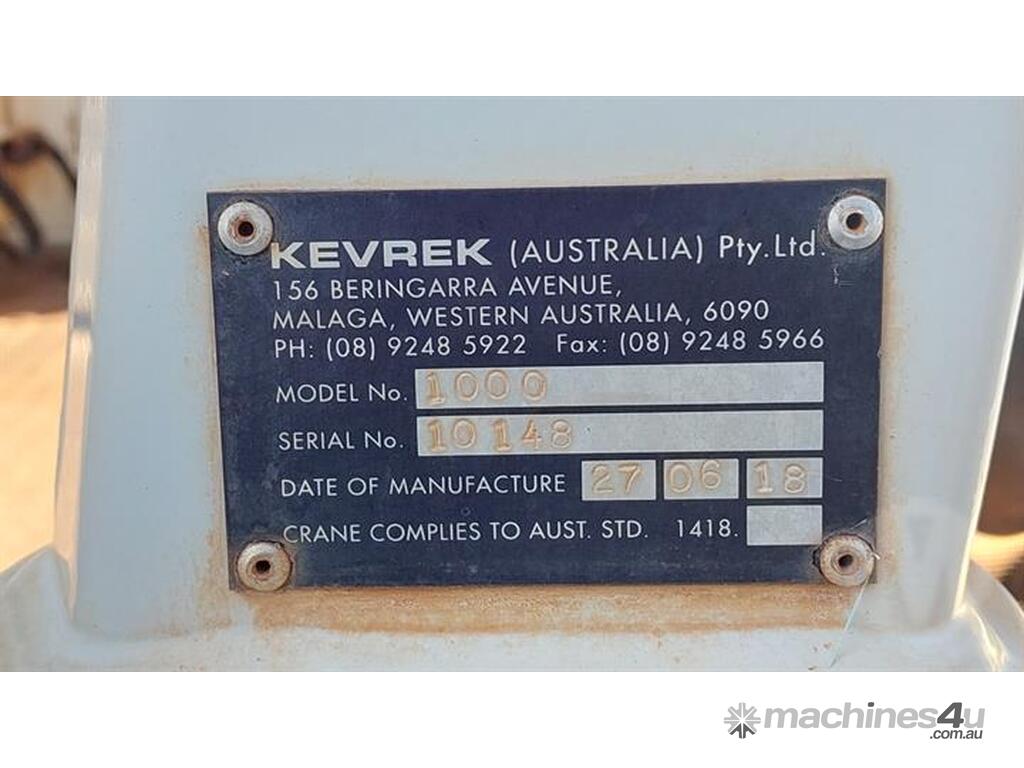 KEVREK (AUSTRALIA) Pty. Ltd.
156 BERINGARRA AVENUE,
MALAGA, WESTERN AUSTRALIA, 6090
PH: (08) 9248 5922 Fax: (08) 9248 5966
MODEL No. 1000
SERIAL No. 10148
DATE OF MANUFACTURE 27 06 18
CRANE COMPLIES TO AUST. STD. 1418.
machines4u
.com.au